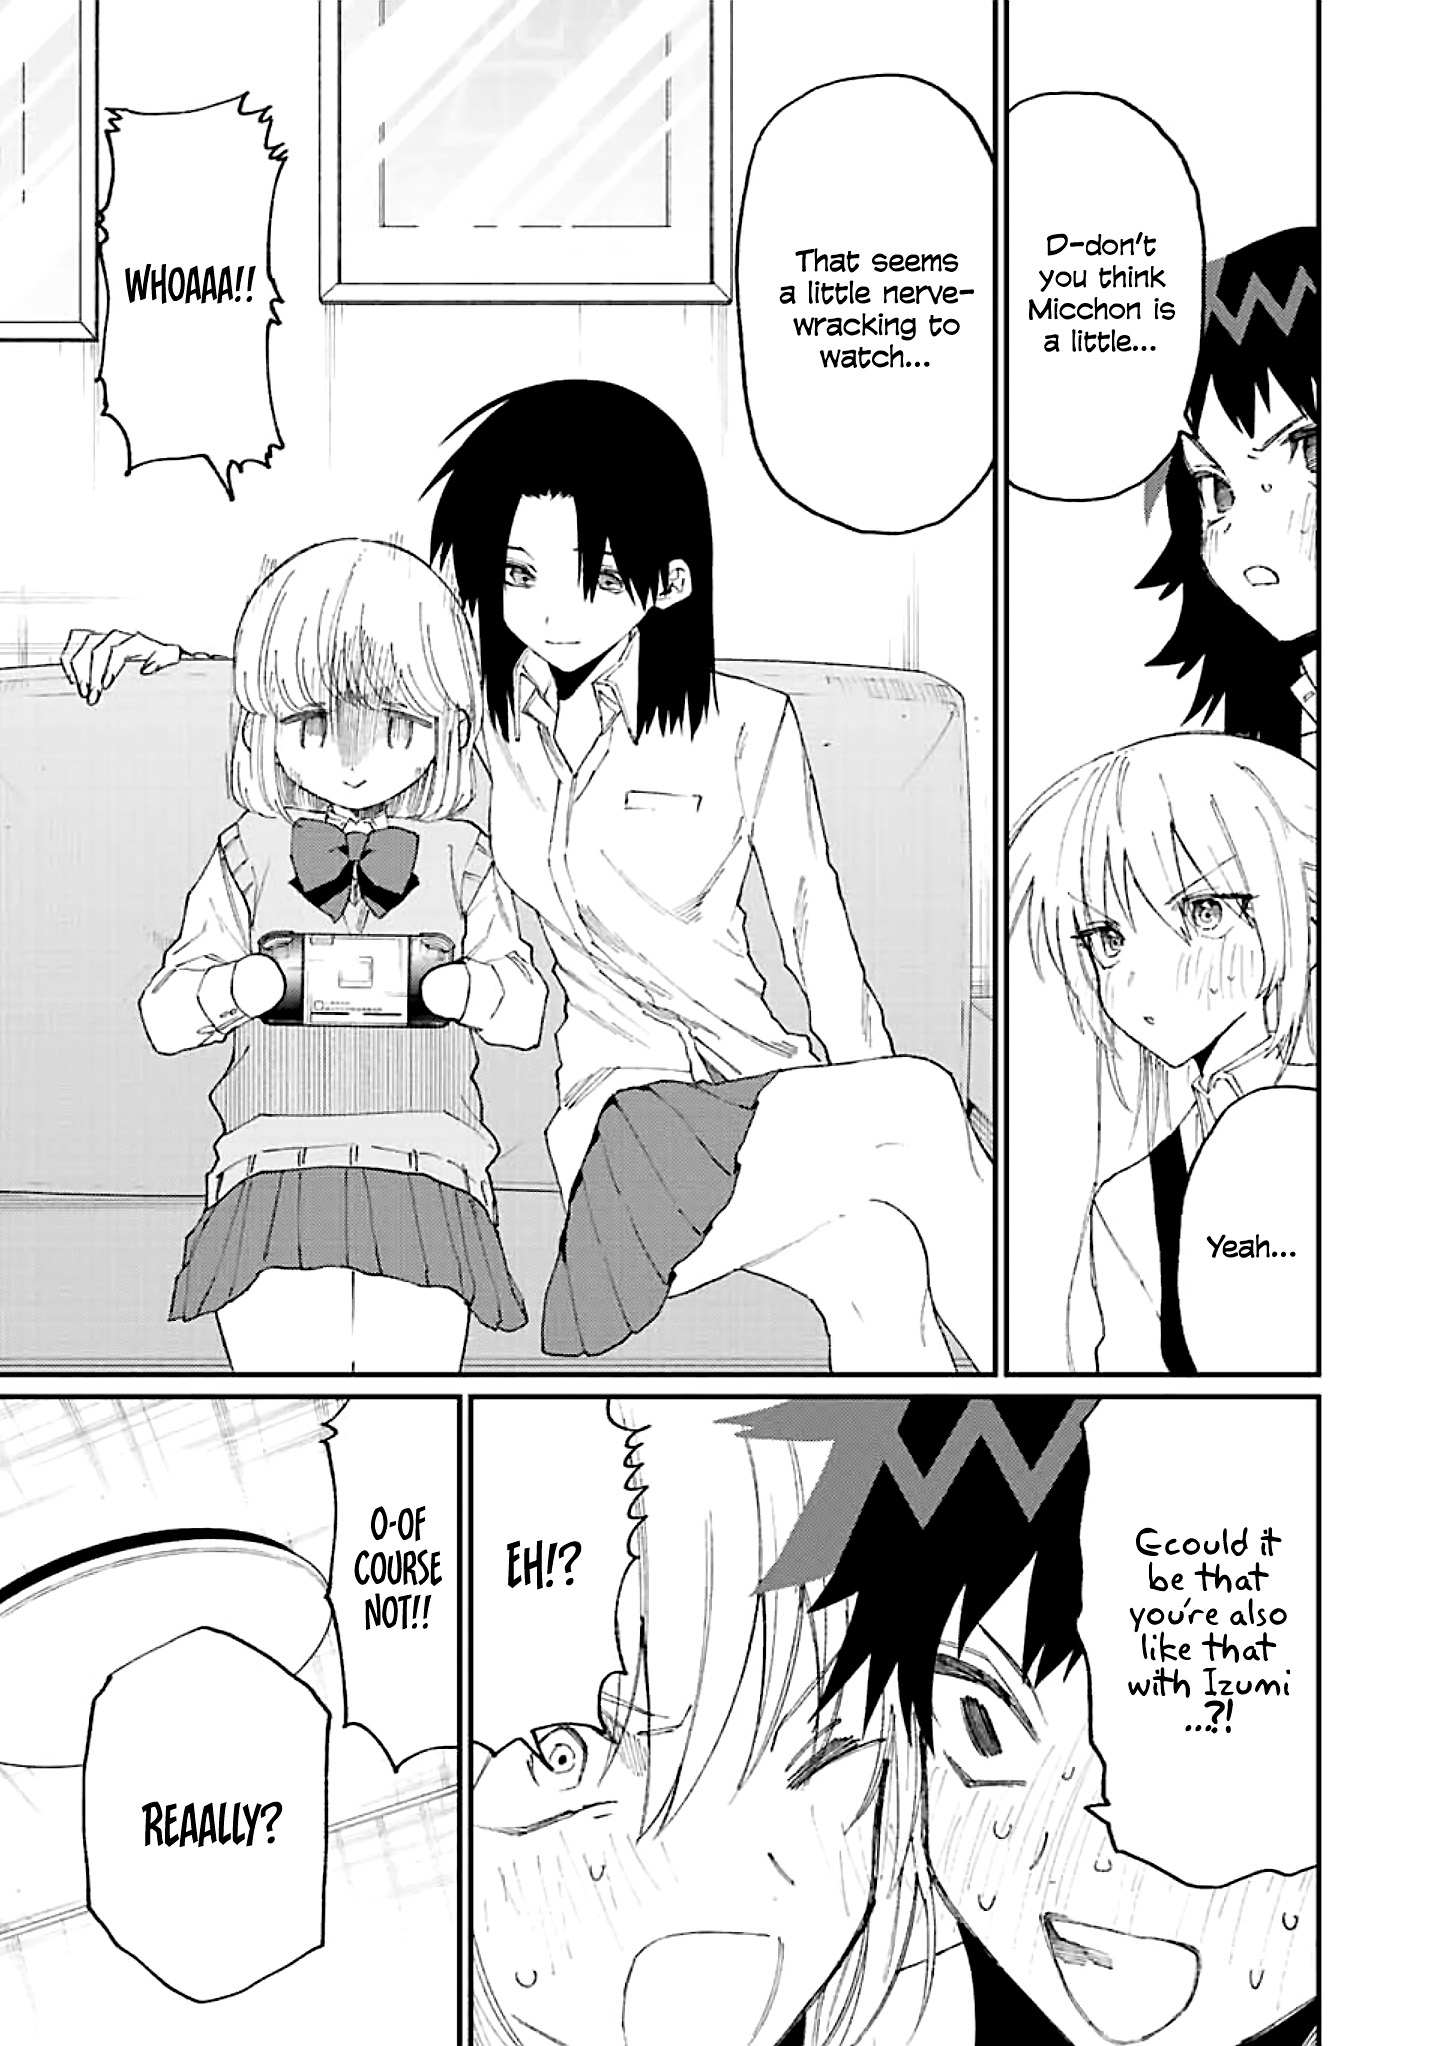 D-don't
you think
Micchon is
a little...
Yeah...
That seems
a little nerve-
wracking to
watch...
WHOAAA!!
C-could it
be that
you're also
like that
with Izumi
...?!
EH!?
O-OF
COURSE
NOT!!
REAALLY?